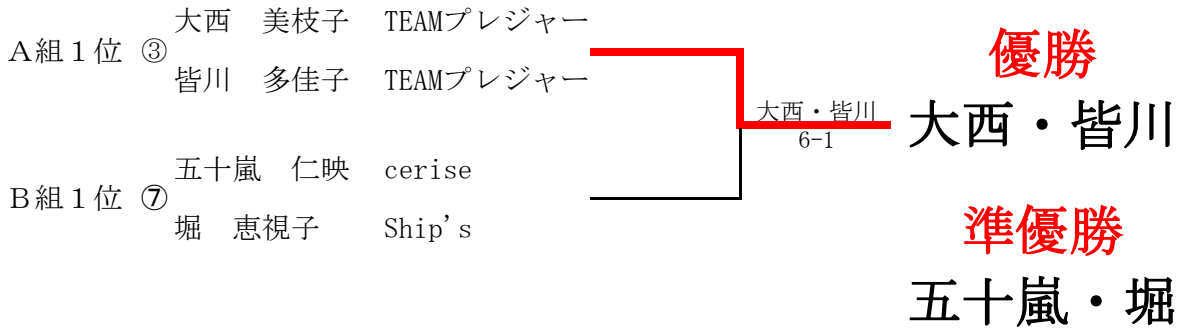 大西　美枝子　TEAMプレジャー
A組１位　③
皆川　多佳子　TEAMプレジャー
大西・皆川
6-1
五十嵐　仁映　cerise
B組１位　⑦
堀　恵視子　Ship's
優勝
大西・皆川
準優勝
五十嵐・堀